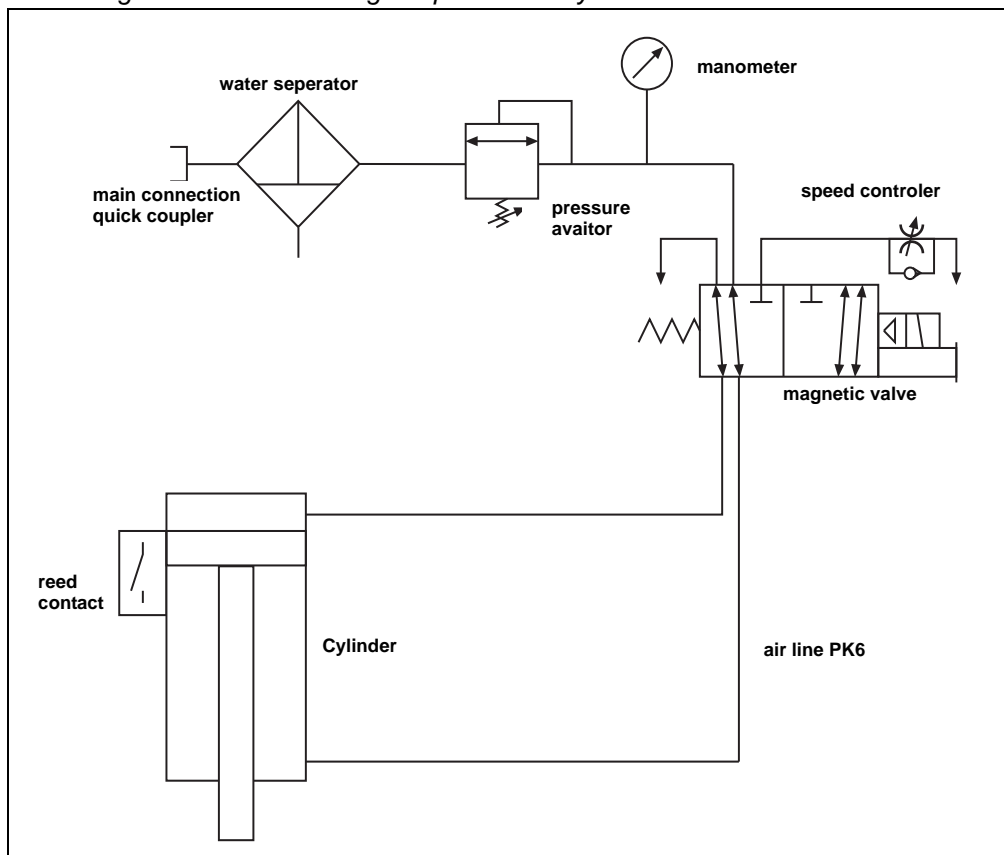 manometer
water seperator
main connection
quick coupler
pressure
avaitor
speed controler
magnetic valve
reed
contact
Cylinder
air line PK6